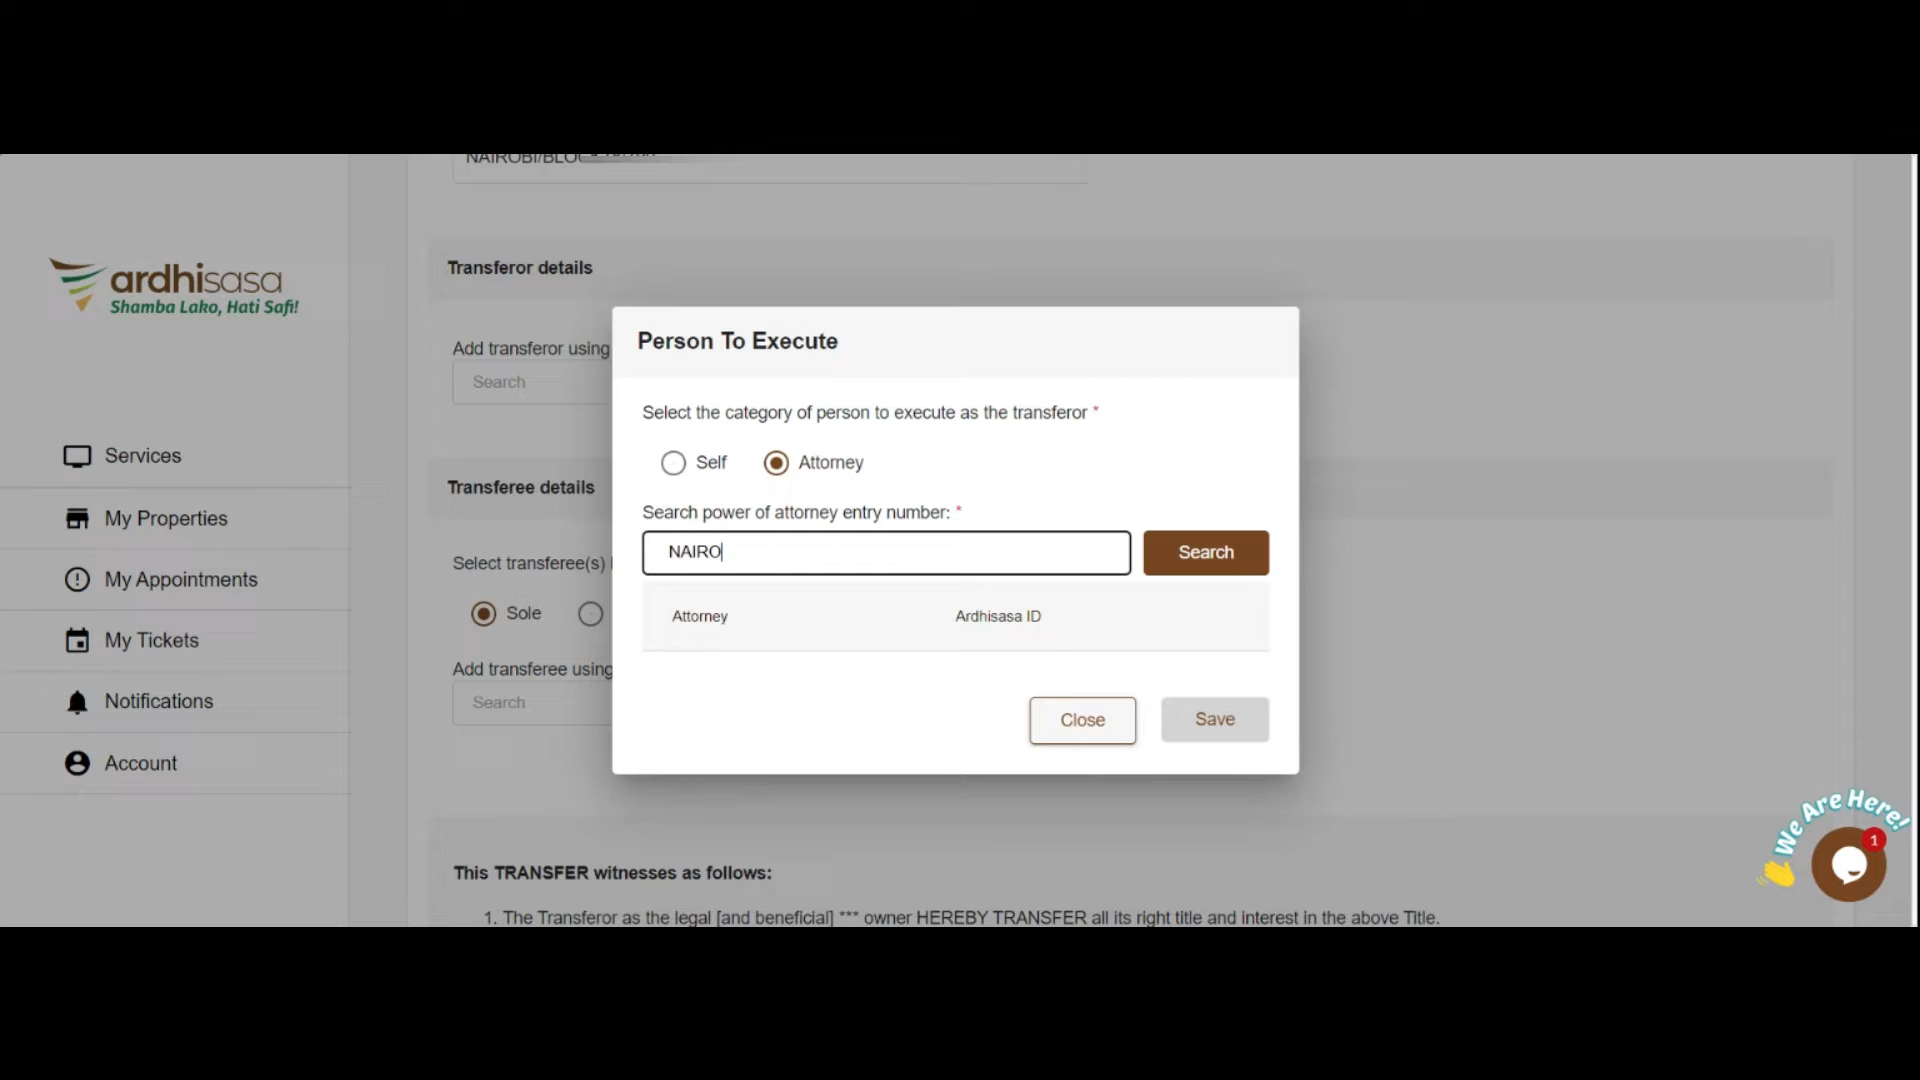 NAIROBI/BLOC
Transferor details
ardhisasa
Shamba Lako, Hati Safi!
Add transferor using
Search
Services
My Properties
My Appointments
My Tickets
Notifications
Account
Transferee details
Select transferee(s)
Sole
Add transferee using
Search
Person To Execute
Select the category of person to execute as the transferor *
Self Attorney
Search power of attorney entry number: *
NAIRO Search
Attorney Ardhisasa ID
Close Save
This TRANSFER witnesses as follows:
1. The Transferor as the legal [and beneficial] *** owner HEREBY TRANSFER all its right title and interest in the above Title.
We Are Here!
1